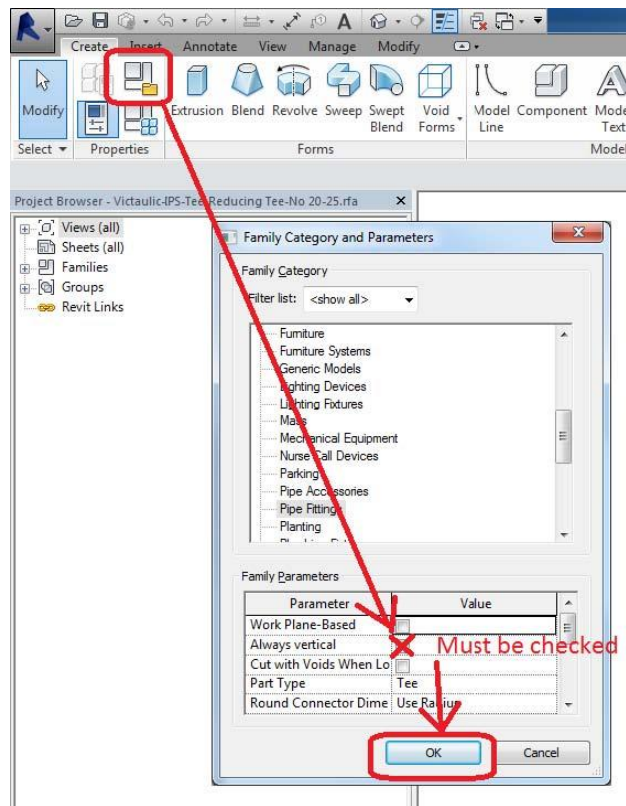 A
Create Insert Annotate View Manage Modify
Modify
Extrusion Blend Revolve Sweep Swept Blend Void Forms Model Line Component Mode Text
Select Properties Forms Model
Project Browser - Victaulic-IPS-Tee Reducing Tee-No 20-25.rfa
Views (all)
Sheets (all)
Families
Groups
Revit Links
Family Category and Parameters
Family Category
Filter list: <show all>
Furniture
Furniture Systems
Generic Models
Lighting Devices
Lighting Fixtures
Mass
Mechanical Equipment
Nurse Call Devices
Parking
Pipe Accessories
Pipe Fittings
Planting
Family Parameters
Parameter Value
Work Plane-Based
Always vertical
Must be checked
Cut with Voids When Lo
Part Type Tee
Round Connector Dime Use Radius
OK Cancel